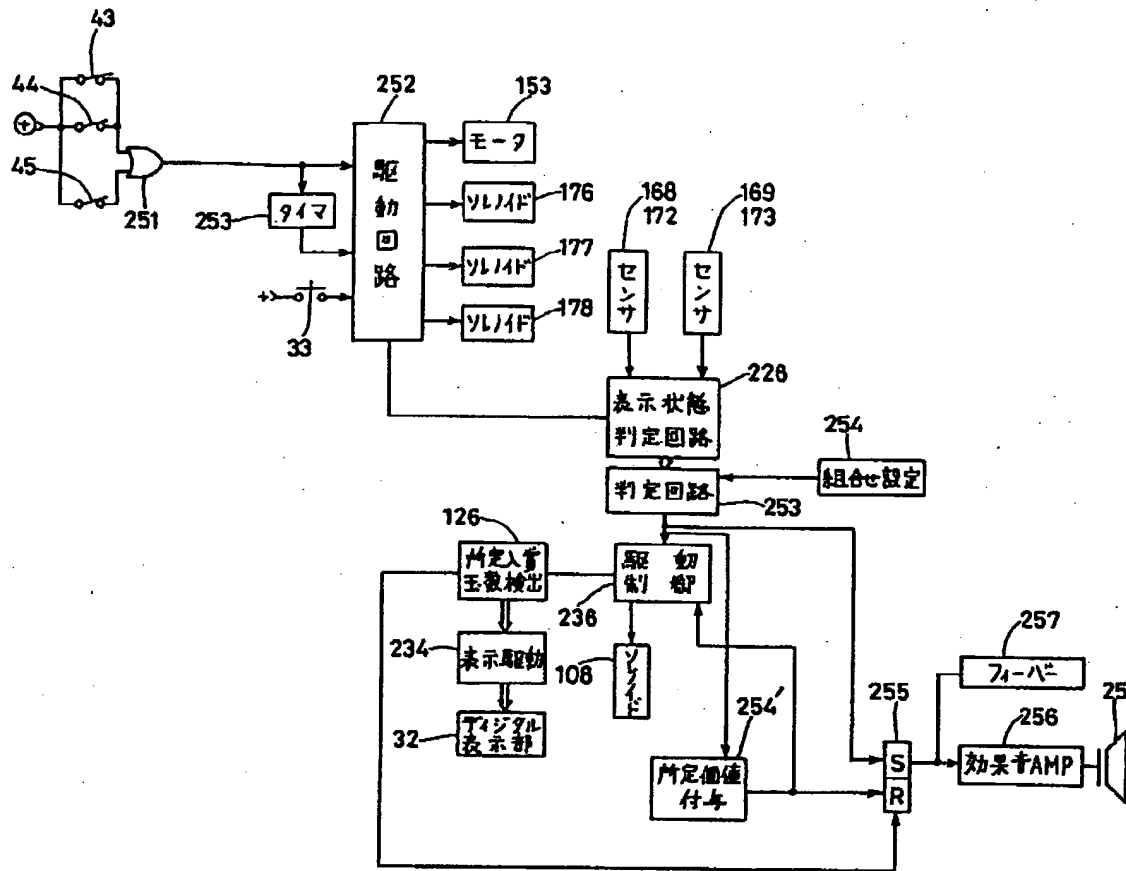 43
44
45
251
253
タイマ
33
252
駆動回路
153
モータ
ソレノイド
176
ソレノイド
177
ソレノイド
178
168
172
センサ
169
173
センサ
226
表示状態
判定回路
254
組合せ設定
判定回路
253
126
所定入賞
玉数検出
駆動
制御
236
234
表示駆動
108
ソレノイド
32
ディジタル
表示部
254'
所定価値
付与
255
S
R
257
フィーバー
256
効果音AMP
25